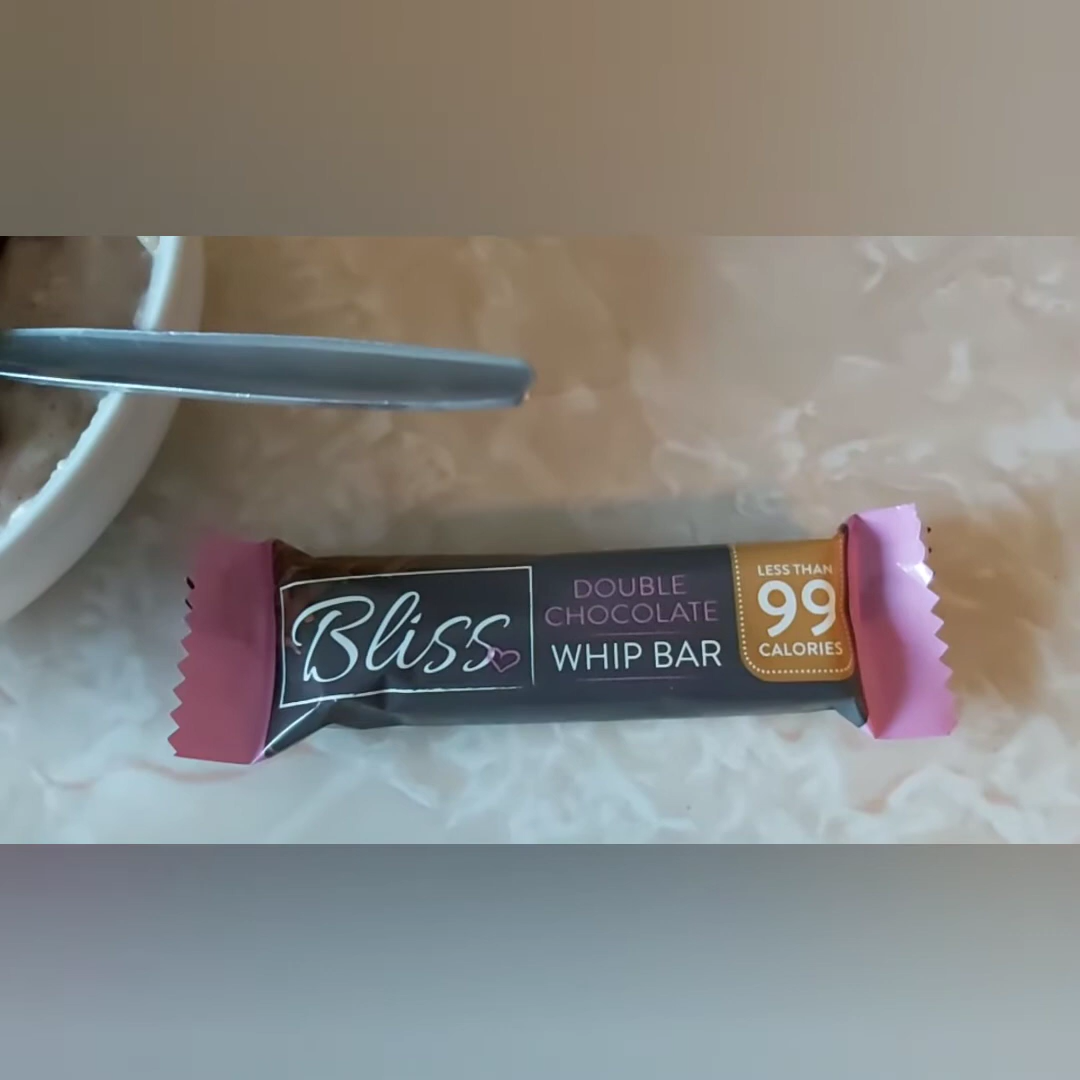 Bliss
DOUBLE
CHOCOLATE
WHIP BAR
LESS THAN
99
CALORIES